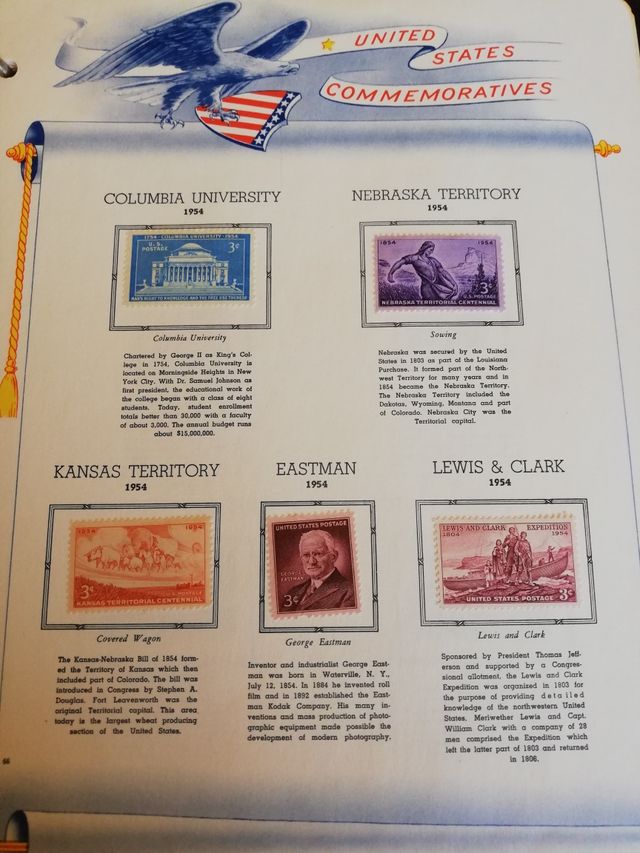 UNITED
STATES
COMMEMORATIVES
COLUMBIA UNIVERSITY
1954
1754 · COLUMBIA UNIVERSITY · 1954
U.S.
POSTAGE
3¢
MAN'S RIGHT TO KNOWLEDGE AND THE FREE USE THEREOF
Columbia University
Chartered by George II as King's Col-
lege in 1754, Columbia University is
located on Morningside Heights in New
York City. With Dr. Samuel Johnson as
first president, the educational work of
the college began with a class of eight
students. Today, student enrollment
totals better than 30,000 with a faculty
of about 3,000. The annual budget runs
about $15,000,000.
NEBRASKA TERRITORY
1954
1854 1954
3¢
U.S. POSTAGE
NEBRASKA TERRITORIAL CENTENNIAL
Sowing
Nebraska was secured by the United
States in 1803 as part of the Louisiana
Purchase. It formed part of the North-
west Territory for many years and in
1854 became the Nebraska Territory.
The Nebraska Territory included the
Dakotas, Wyoming, Montana and part
of Colorado. Nebraska City was the
Territorial capital.
KANSAS TERRITORY
1954
1854 1954
3¢
U.S. POSTAGE
KANSAS TERRITORIAL CENTENNIAL
Covered Wagon
The Kansas-Nebraska Bill of 1854 form-
ed the Territory of Kansas which then
included part of Colorado. The bill was
introduced in Congress by Stephen A.
Douglas. Fort Leavenworth was the
original Territorial capital. This area
today is the largest wheat producing
section of the United States.
EASTMAN
1954
UNITED STATES POSTAGE
GEORGE
EASTMAN
3¢
George Eastman
Inventor and industrialist George East-
man was born in Waterville, N. Y.,
July 12, 1854. In 1884 he invented roll
film and in 1892 established the East-
man Kodak Company. His many in-
ventions and mass production of photo-
graphic equipment made possible the
development of modern photography.
LEWIS & CLARK
1954
LEWIS AND CLARK EXPEDITION
1804 1954
UNITED STATES POSTAGE 3¢
Lewis and Clark
Sponsored by President Thomas Jeff-
erson and supported by a Congres-
sional allotment, the Lewis and Clark
Expedition was organized in 1803 for
the purpose of providing detailed
knowledge of the northwestern United
States. Meriwether Lewis and Capt.
William Clark with a company of 28
men comprised the Expedition which
left the latter part of 1803 and returned
in 1806.
66